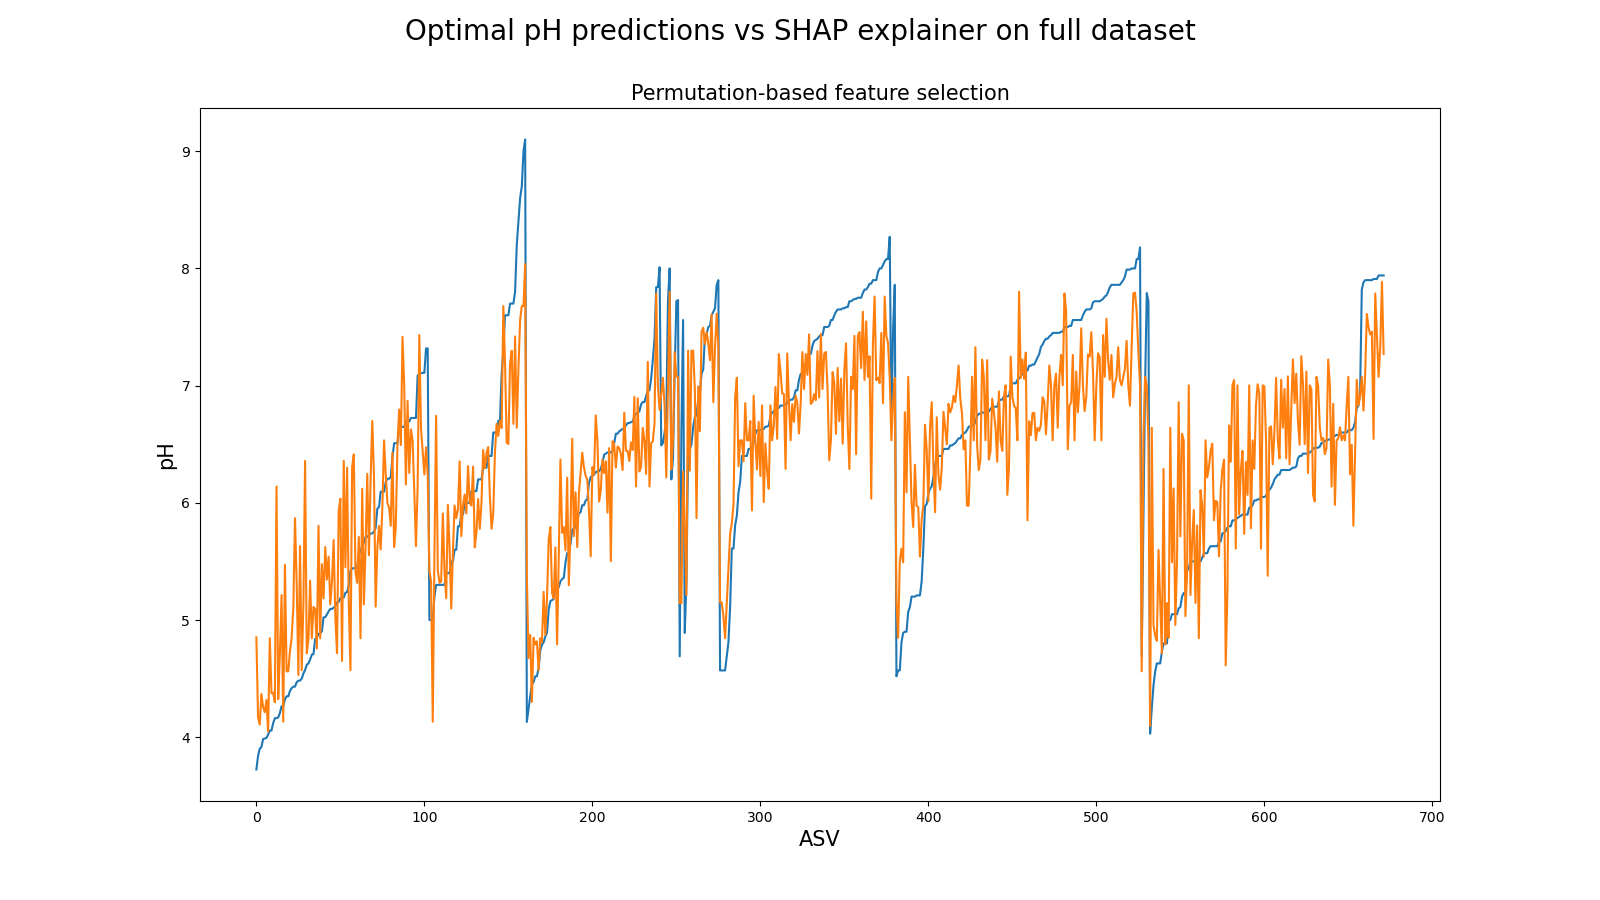 Optimal pH predictions vs SHAP explainer on full dataset
Permutation-based feature selection
9
8
7
6
5
4
pH
0 100 200 300 400 500 600 700
ASV